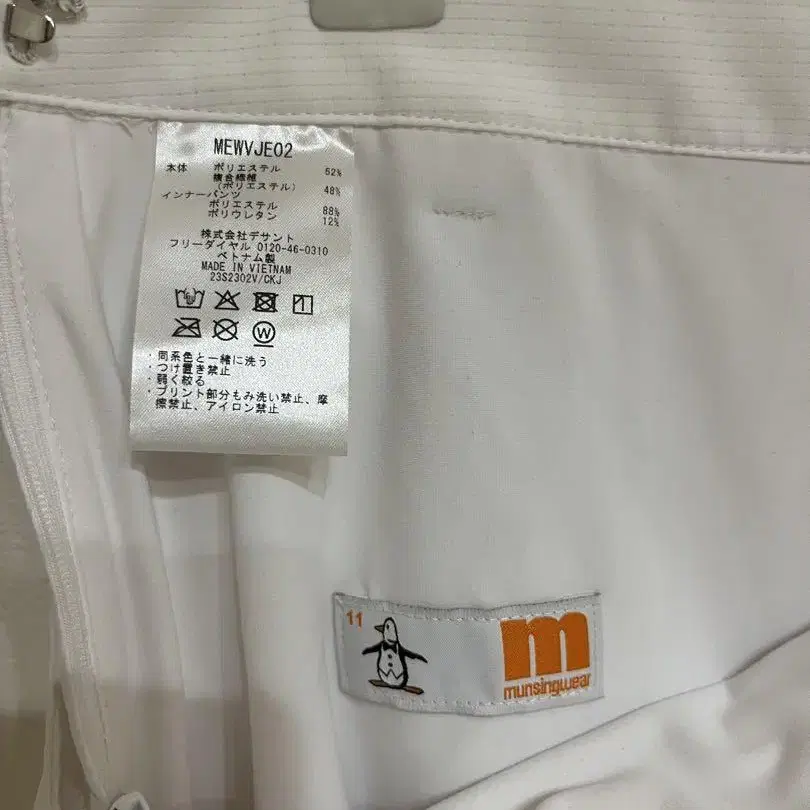 MEWVJE02
本体 ポリエステル 52%
複合繊維
(ポリエステル) 48%
インナーパンツ
ポリエステル 88%
ポリウレタン 12%
株式会社デサント
フリーダイヤル 0120-46-0310
ベトナム製
MADE IN VIETNAM
23S2302V/CKJ
・同系色と一緒に洗う
・つけ置き禁止
・弱く絞る
・プリント部分もみ洗い禁止、摩
擦禁止、アイロン禁止
11
m
munsingwear